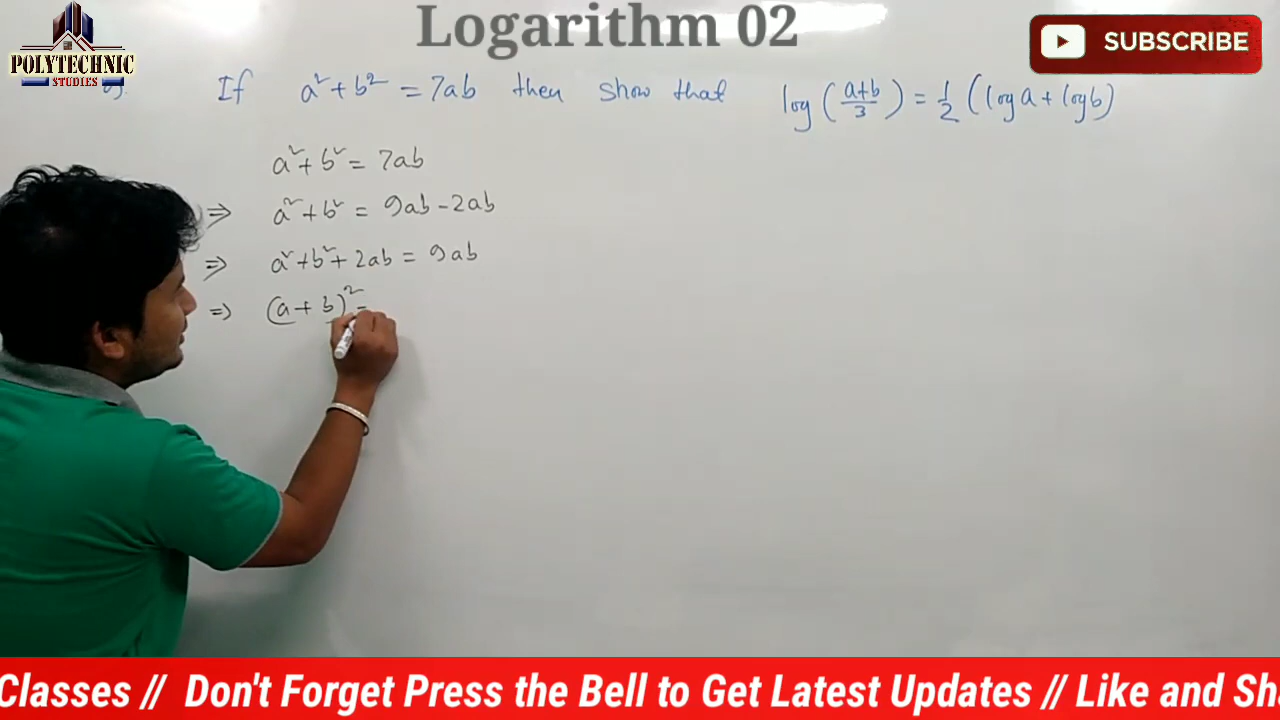 Logarithm 02
POLYTECHNIC
STUDIES
SUBSCRIBE
If a² + b² = 7ab then show that log(a+b/3) = 1/2 (log a + log b)
a² + b² = 7ab
⇒ a² + b² = 9ab - 2ab
⇒ a² + b² + 2ab = 9ab
⇒ (a + b)² =
Classes // Don't Forget Press the Bell to Get Latest Updates // Like and Sh